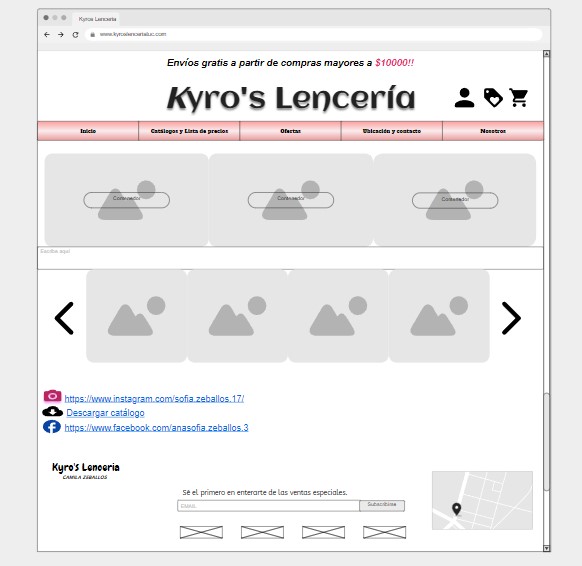 Kyros Lenceria
www.kyroslencerialuc.com
Envíos gratis a partir de compras mayores a $10000!!
Kyro's Lencería
Inicio
Catálogos y Lista de precios
Ofertas
Ubicación y contacto
Nosotros
Contenedor
Contenedor
Contenedor
Escriba aquí
https://www.instagram.com/sofia.zeballos.17/
Descargar catálogo
https://www.facebook.com/anasofia.zeballos.3
Kyro's Lenceria
CAMILA ZEBALLOS
Sé el primero en enterarte de las ventas especiales.
EMAIL
Subscribirse